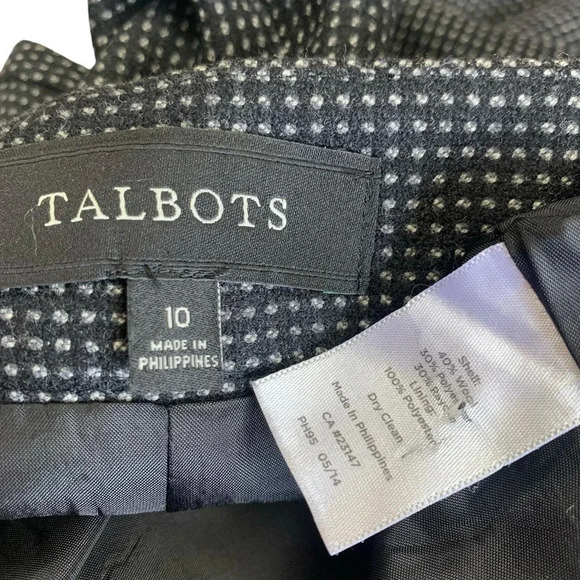 TALBOTS
10
MADE IN
PHILIPPINES
Shell:
40% Wool
30% Polyester
30% Rayon
Lining:
100% Polyester
Dry Clean
Made In Philippines
CA #23147
PH95 05/14